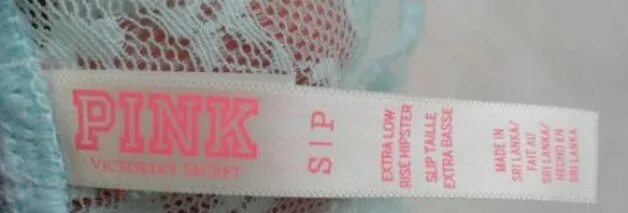 PINK
VICTORIA'S SECRET
S|P
EXTRA LOW
RISE HIPSTER
SLIP TAILLE
EXTRA BASSE
MADE IN
SRI LANKA/
FAIT AU
SRI LANKA/
HECHO EN
SRI LANKA